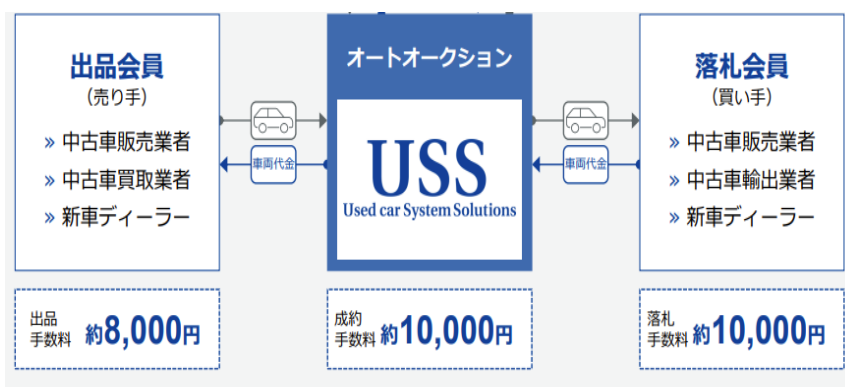 出品会員
(売り手)
» 中古車販売業者
» 中古車買取業者
» 新車ディーラー
車両代金
オートオークション
USS
Used car System Solutions
車両代金
落札会員
(買い手)
» 中古車販売業者
» 中古車輸出業者
» 新車ディーラー
出品
手数料 約8,000円
成約
手数料 約10,000円
落札
手数料 約10,000円